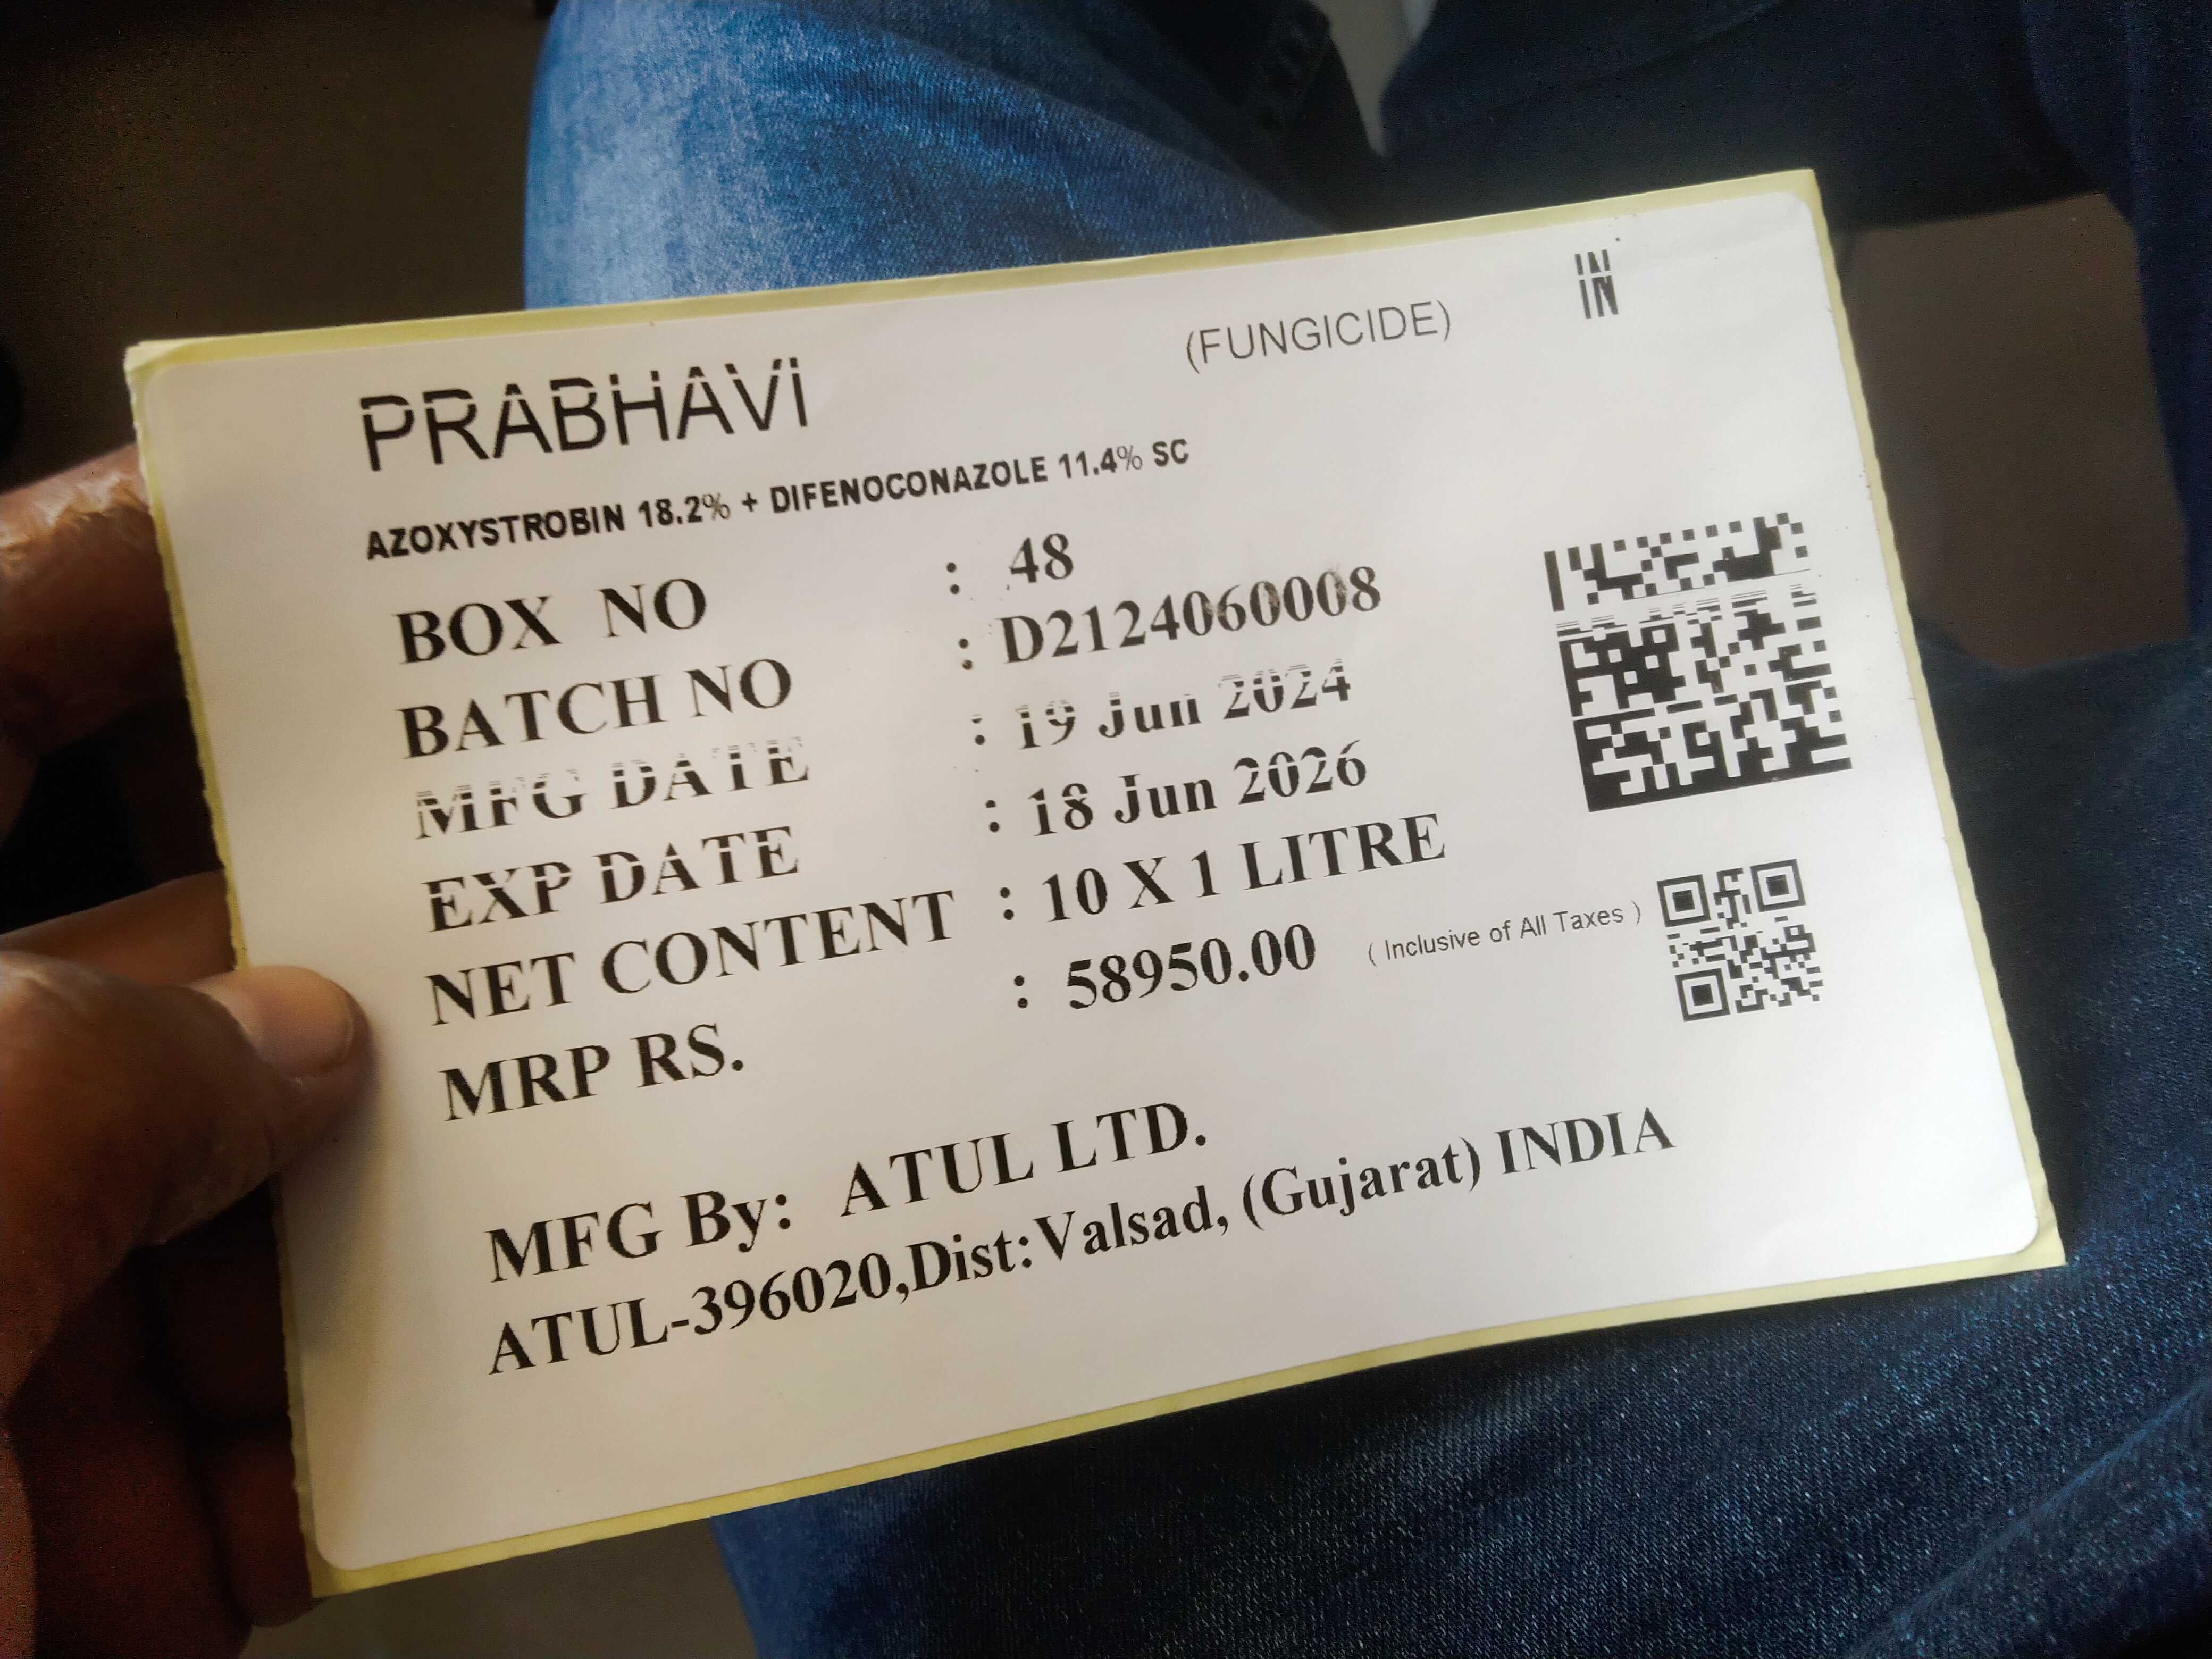 IN
PRABHAVI (FUNGICIDE)
AZOXYSTROBIN 18.2% + DIFENOCONAZOLE 11.4% SC
BOX NO : 48
BATCH NO : D2124060008
MFG DATE : 19 Jun 2024
EXP DATE : 18 Jun 2026
NET CONTENT : 10 X 1 LITRE
MRP RS. : 58950.00 ( Inclusive of All Taxes )
MFG By: ATUL LTD.
ATUL-396020,Dist:Valsad, (Gujarat) INDIA